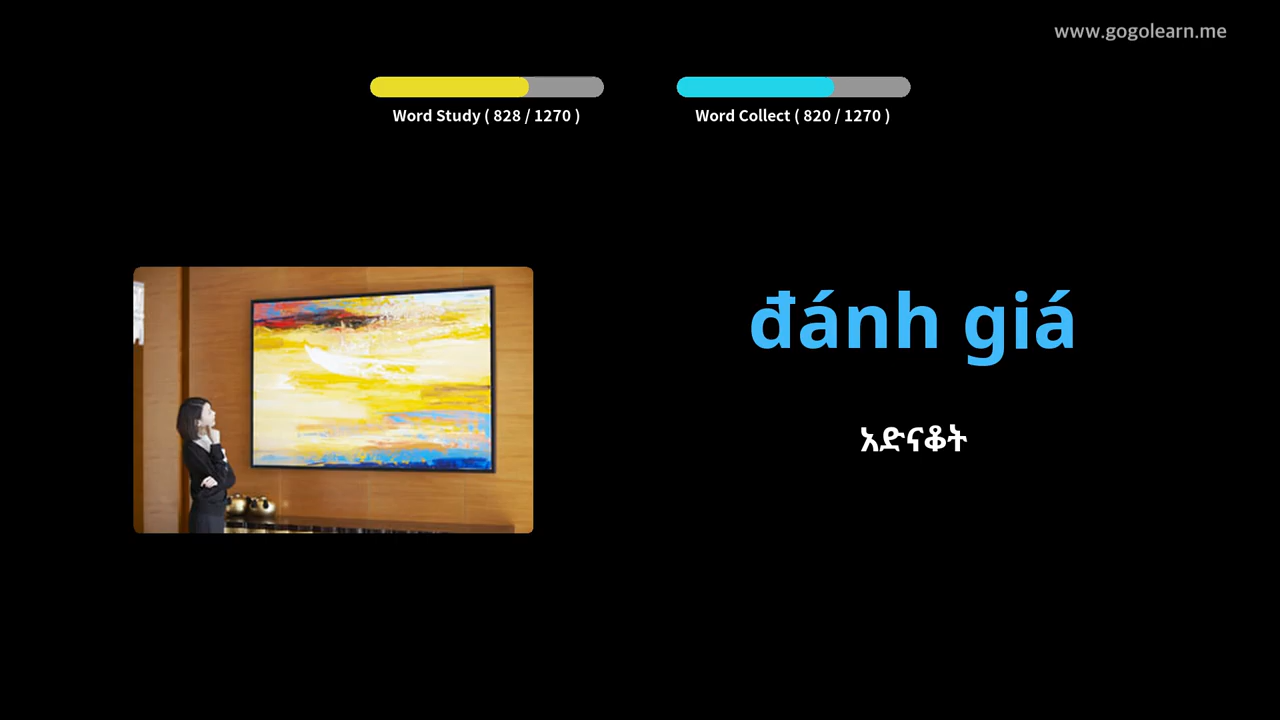 www.gogolearn.me
Word Study ( 828 / 1270 )
Word Collect ( 820 / 1270 )
đánh giá
አድናቆት